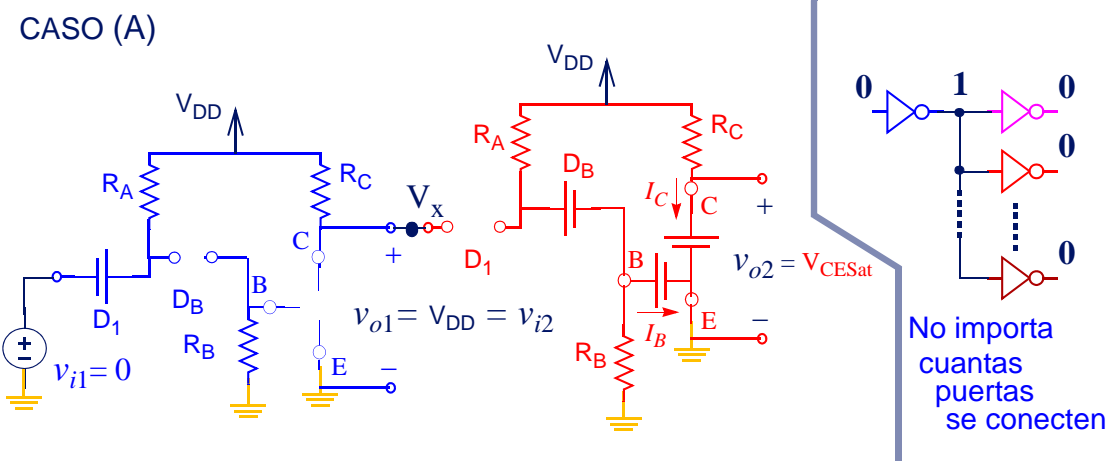 CASO (A)
V_DD
R_A
R_C
C
D_B
B
D_1
R_B
E
v_i1 = 0
+
−
+
−
V_x
v_o1 = V_DD = v_i2
D_1
V_DD
R_A
D_B
R_C
I_C
C
+
B
v_o2 = V_CESat
I_B
E
−
R_B
0
1
0
0
0
No importa
cuantas
puertas
se conecten